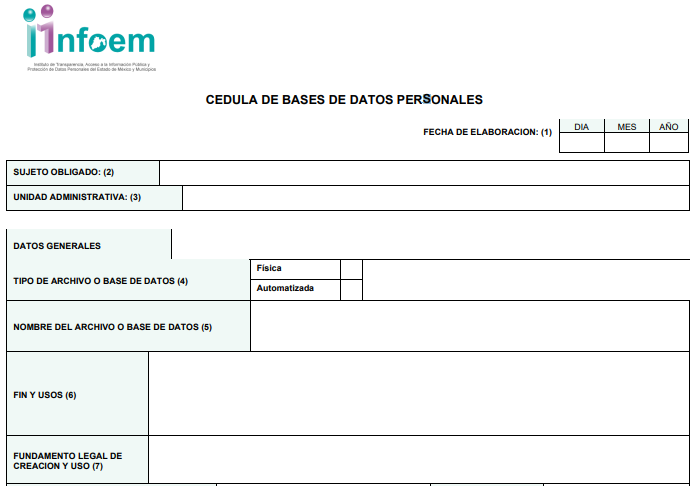 infoem
Instituto de Transparencia, Acceso a la Información Pública y
Protección de Datos Personales del Estado de México y Municipios
CEDULA DE BASES DE DATOS PERSONALES
FECHA DE ELABORACION: (1)
DIA MES AÑO
SUJETO OBLIGADO: (2)
UNIDAD ADMINISTRATIVA: (3)
DATOS GENERALES
TIPO DE ARCHIVO O BASE DE DATOS (4)
Física
Automatizada
NOMBRE DEL ARCHIVO O BASE DE DATOS (5)
FIN Y USOS (6)
FUNDAMENTO LEGAL DE
CREACION Y USO (7)